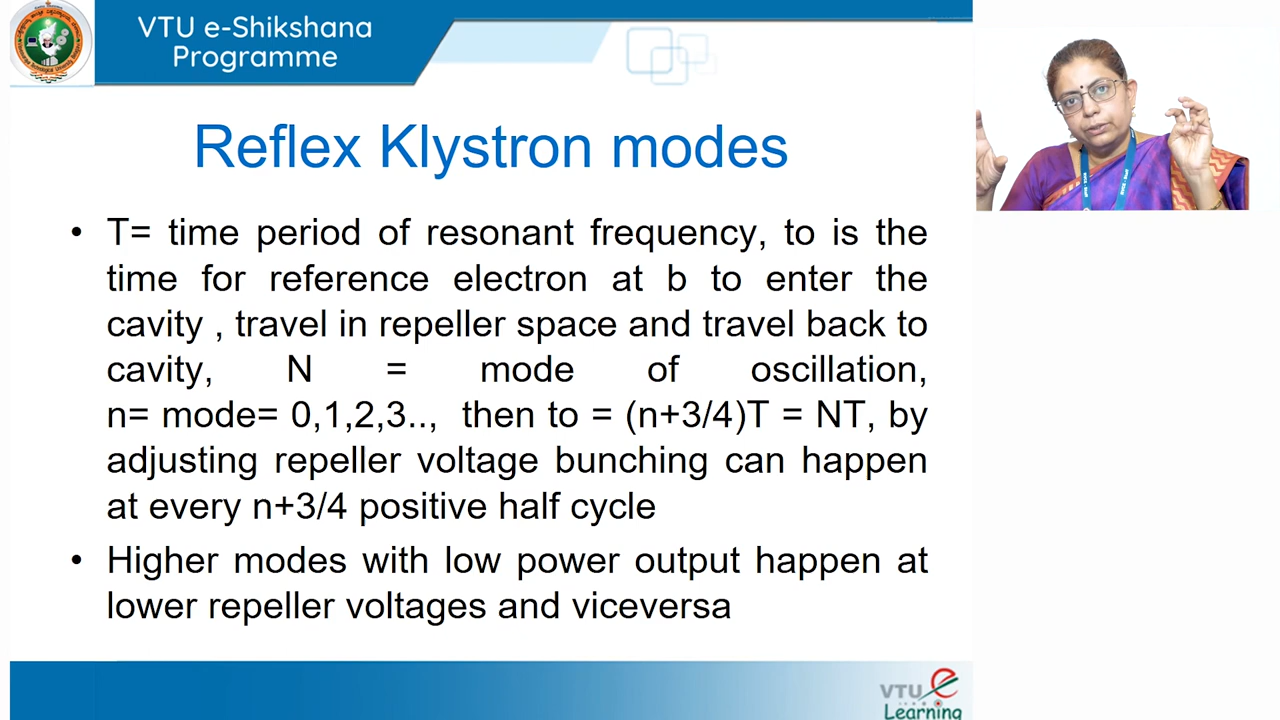 VTU e-Shikshana
Programme
Reflex Klystron modes
• T= time period of resonant frequency, to is the
time for reference electron at b to enter the
cavity , travel in repeller space and travel back to
cavity, N = mode of oscillation,
n= mode= 0,1,2,3.., then to = (n+3/4)T = NT, by
adjusting repeller voltage bunching can happen
at every n+3/4 positive half cycle
• Higher modes with low power output happen at
lower repeller voltages and viceversa
VTU e
Learning